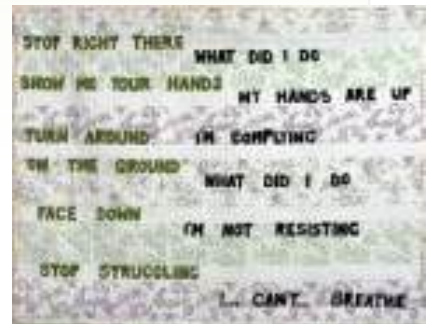 STOP RIGHT THERE
WHAT DID I DO
SHOW ME YOUR HANDS
MY HANDS ARE UP
TURN AROUND
I'M COMPLYING
ON THE GROUND
WHAT DID I DO
FACE DOWN
I'M NOT RESISTING
STOP STRUGGLING
I... CAN'T... BREATHE